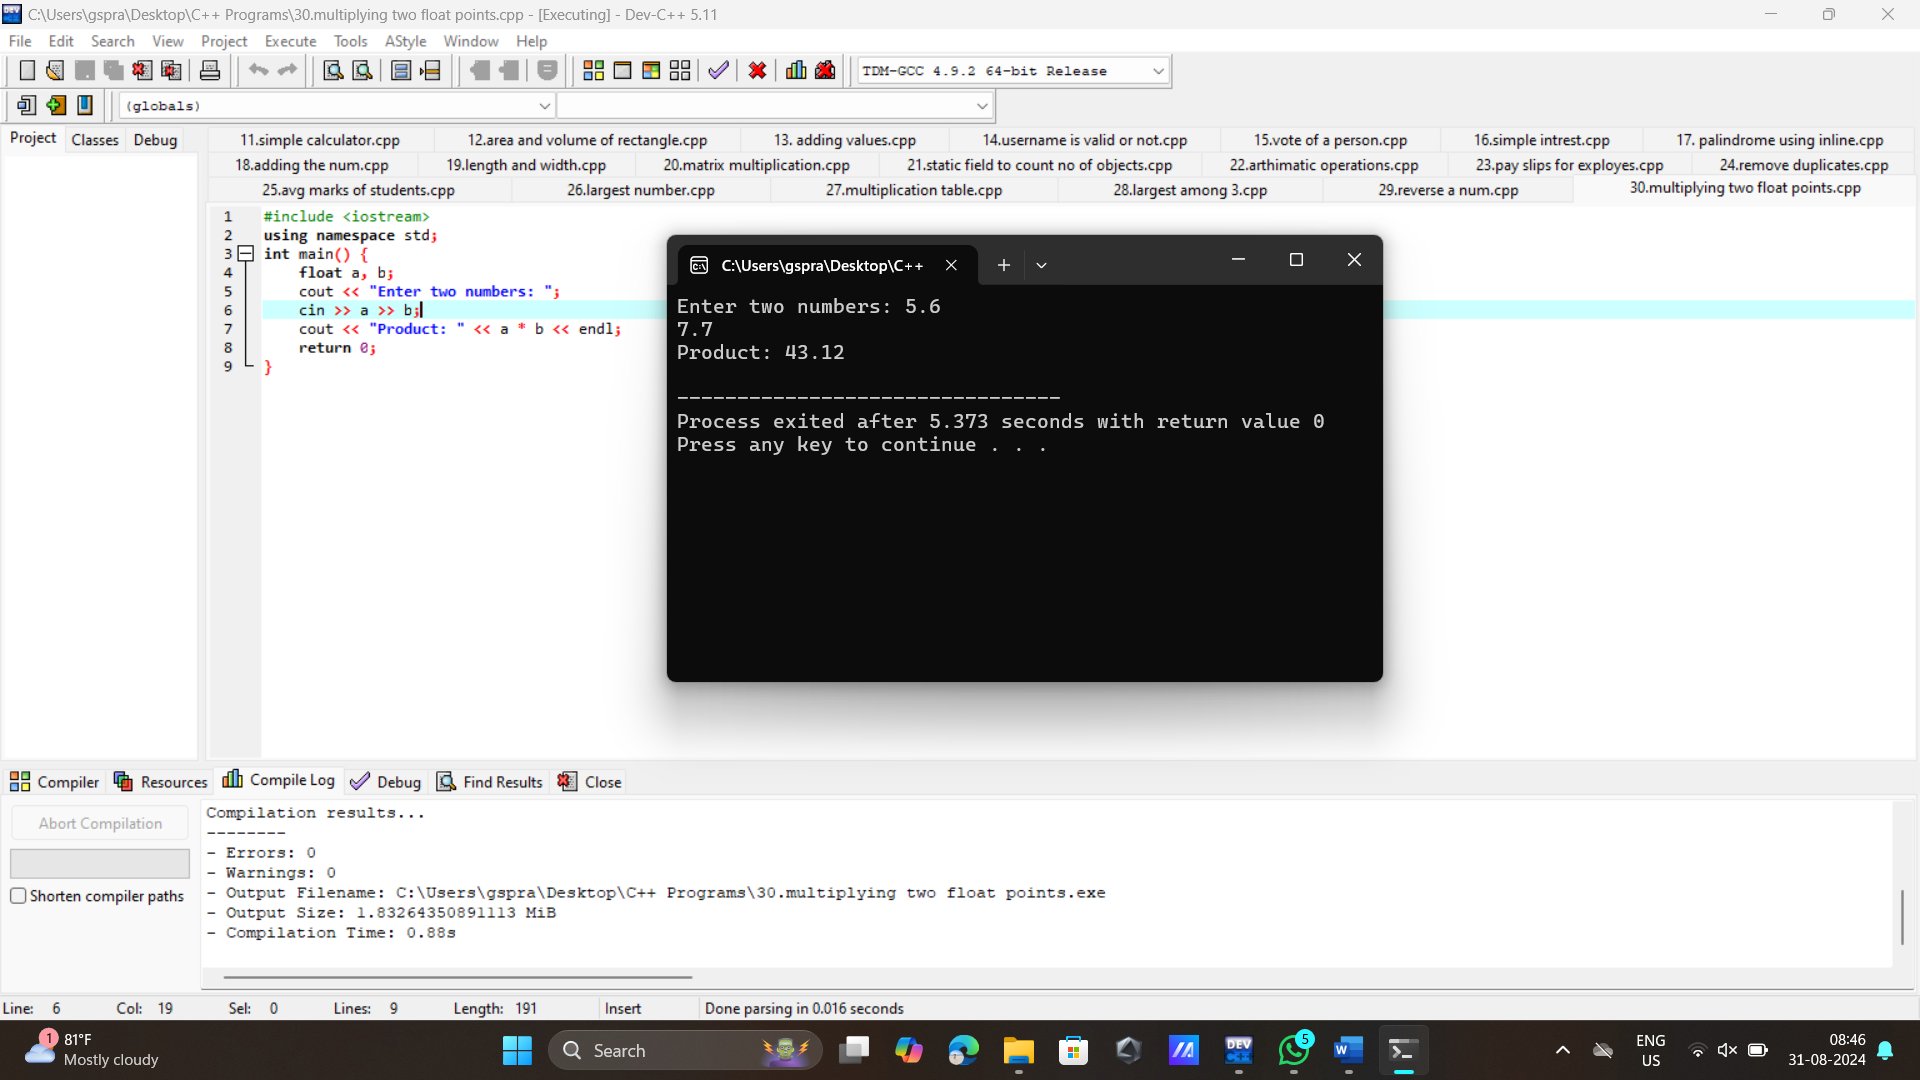 C:\Users\gspra\Desktop\C++ Programs\30.multiplying two float points.cpp - [Executing] - Dev-C++ 5.11
File Edit Search View Project Execute Tools AStyle Window Help
TDM-GCC 4.9.2 64-bit Release
(globals)
Project Classes Debug
11.simple calculator.cpp 12.area and volume of rectangle.cpp 13. adding values.cpp 14.username is valid or not.cpp 15.vote of a person.cpp 16.simple intrest.cpp 17. palindrome using inline.cpp
18.adding the num.cpp 19.length and width.cpp 20.matrix multiplication.cpp 21.static field to count no of objects.cpp 22.arthimatic operations.cpp 23.pay slips for exployes.cpp 24.remove duplicates.cpp
25.avg marks of students.cpp 26.largest number.cpp 27.multiplication table.cpp 28.largest among 3.cpp 29.reverse a num.cpp 30.multiplying two float points.cpp
1 #include <iostream>
2 using namespace std;
3 int main() {
4 float a, b;
5 cout << "Enter two numbers: ";
6 cin >> a >> b;
7 cout << "Product: " << a * b << endl;
8 return 0;
9 }
C:\Users\gspra\Desktop\C++
Enter two numbers: 5.6
7.7
Product: 43.12
--------------------------------
Process exited after 5.373 seconds with return value 0
Press any key to continue . . .
Compiler Resources Compile Log Debug Find Results Close
Abort Compilation
Shorten compiler paths
Compilation results...
--------
- Errors: 0
- Warnings: 0
- Output Filename: C:\Users\gspra\Desktop\C++ Programs\30.multiplying two float points.exe
- Output Size: 1.83264350891113 MiB
- Compilation Time: 0.88s
Line: 6 Col: 19 Sel: 0 Lines: 9 Length: 191 Insert Done parsing in 0.016 seconds
1
81°F
Mostly cloudy
Search
DEV
C++
5
W
ENG
US
08:46
31-08-2024